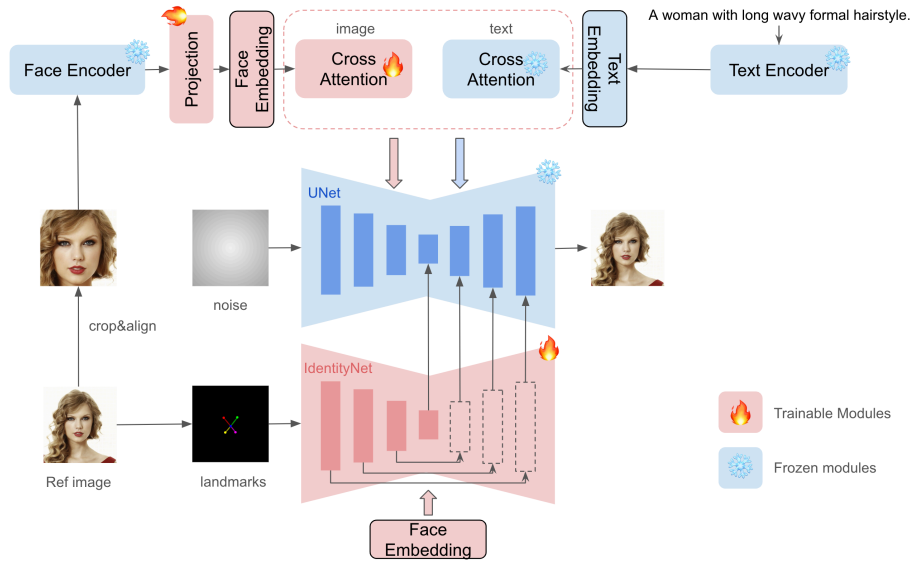 A woman with long wavy formal hairstyle.
image
text
Face Encoder
Projection
Face
Embedding
Cross
Attention
Cross
Attention
Text
Embedding
Text Encoder
UNet
noise
crop&align
IdentityNet
Ref image
landmarks
Face
Embedding
Trainable Modules
Frozen modules